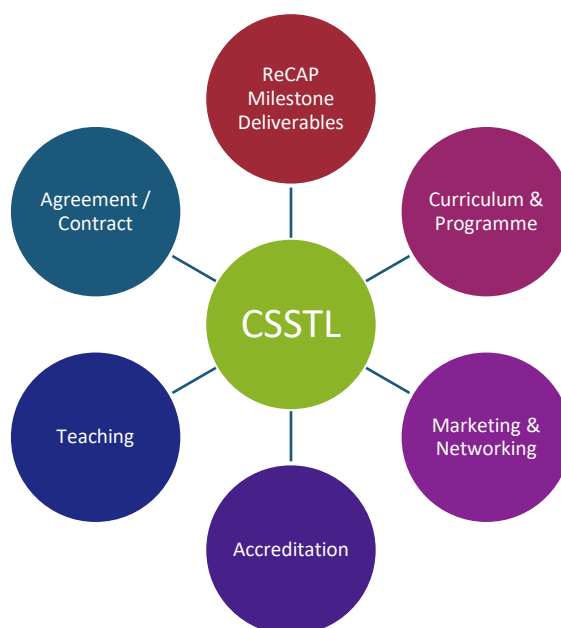 ReCAP
Milestone
Deliverables
Curriculum &
Programme
Marketing &
Networking
Accreditation
Teaching
Agreement /
Contract
CSSTL